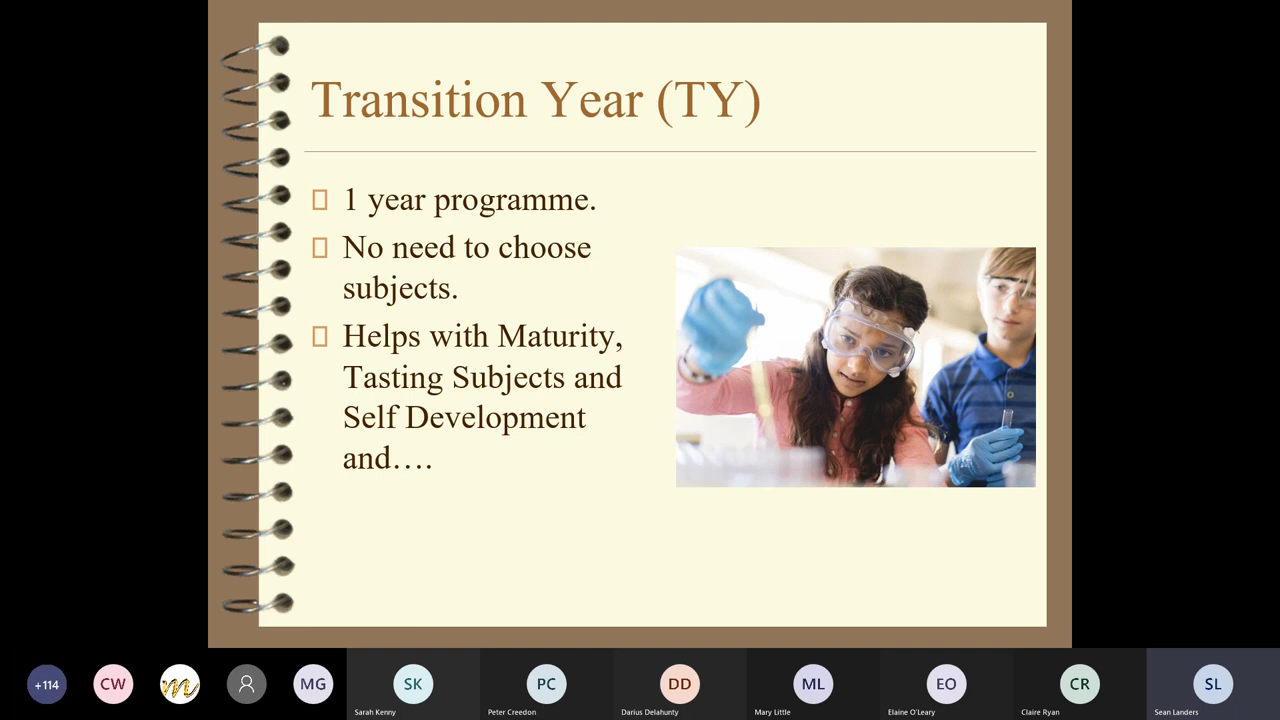 Transition Year (TY)
1 year programme.
No need to choose
subjects.
Helps with Maturity,
Tasting Subjects and
Self Development
and….
+114
CW
m
MG
SK
PC
DD
ML
EO
CR
SL
Sarah Kenny
Peter Creedon
Darius Delahunty
Mary Little
Elaine O'Leary
Claire Ryan
Sean Landers